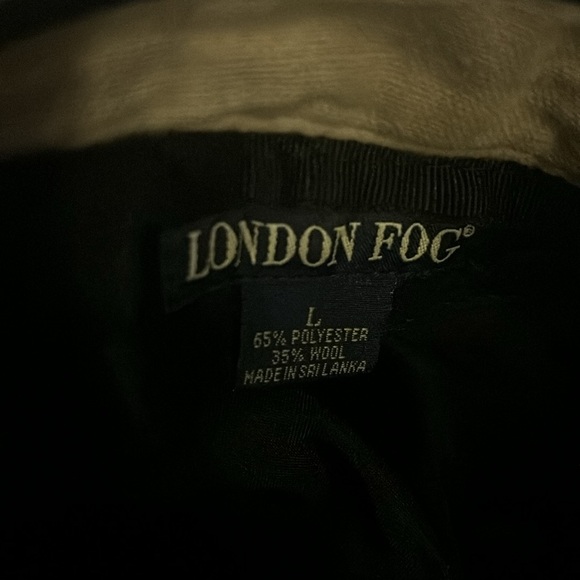 LONDON FOG®
L
65% POLYESTER
35% WOOL
MADE IN SRI LANKA